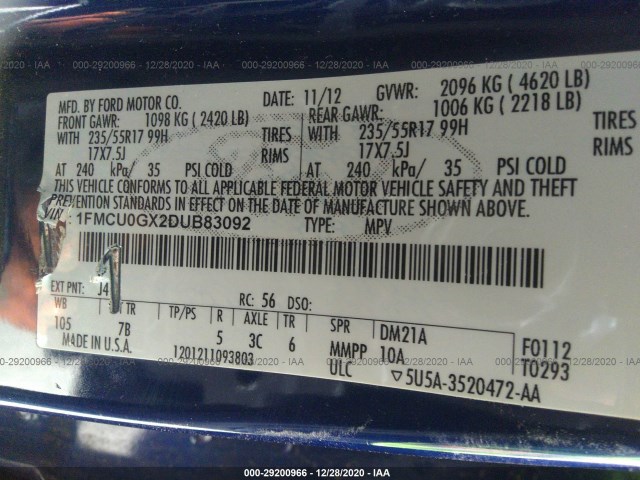 000-29200966 - 12/28/2020 - IAA
MFD. BY FORD MOTOR CO. DATE: 11/12 GVWR: 2096 KG ( 4620 LB)
FRONT GAWR: 1098 KG ( 2420 LB) REAR GAWR: 1006 KG ( 2218 LB)
WITH 235/55R17 99H TIRES WITH 235/55R17 99H TIRES
17X7.5J RIMS 17X7.5J RIMS
AT 240 kPa/ 35 PSI COLD AT 240 kPa/ 35 PSI COLD
THIS VEHICLE CONFORMS TO ALL APPLICABLE FEDERAL MOTOR VEHICLE SAFETY AND THEFT
PREVENTION STANDARDS IN EFFECT ON THE DATE OF MANUFACTURE SHOWN ABOVE.
VIN: 1FMCU0GX2DUB83092 TYPE: MPV
EXT PNT: J4 RC: 56 DSO:
WB TR TP/PS R AXLE TR SPR DM21A F0112
105 7B 5 3C 6 MMPP 10A T0293
MADE IN U.S.A. 1201211093803 ULC 5U5A-3520472-AA
000-29200966 - 12/28/2020 - IAA